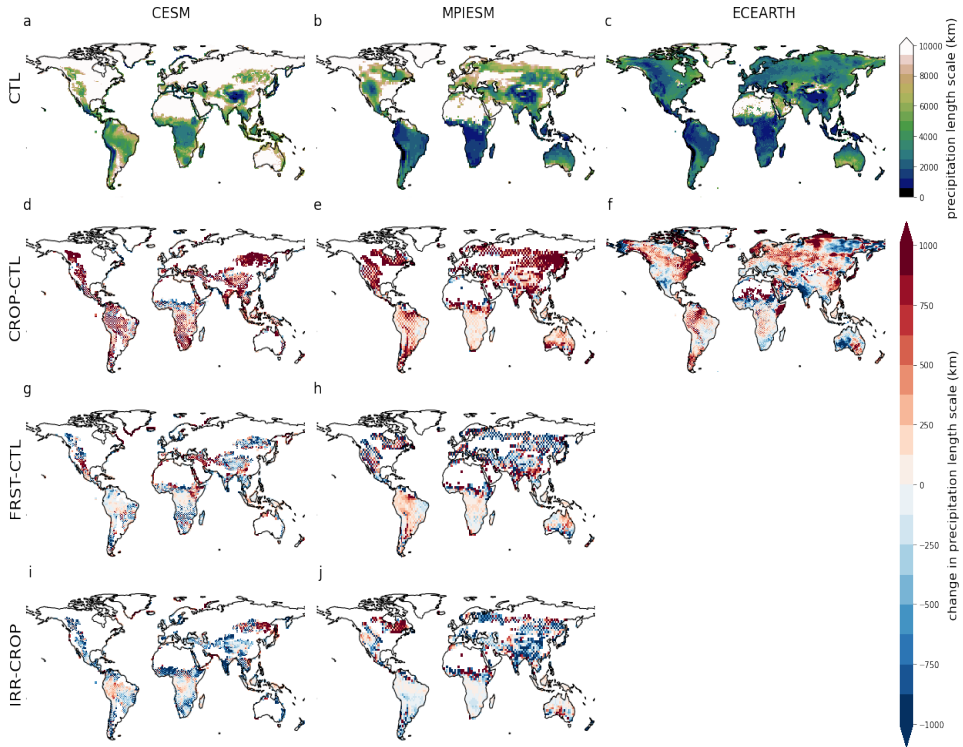 CESM
MPIESM
ECEARTH
a
b
c
CTL
10000
8000
6000
4000
2000
0
precipitation length scale (km)
d
e
f
CROP-CTL
g
h
FRST-CTL
i
j
IRR-CROP
1000
750
500
250
0
−250
−500
−750
−1000
change in precipitation length scale (km)